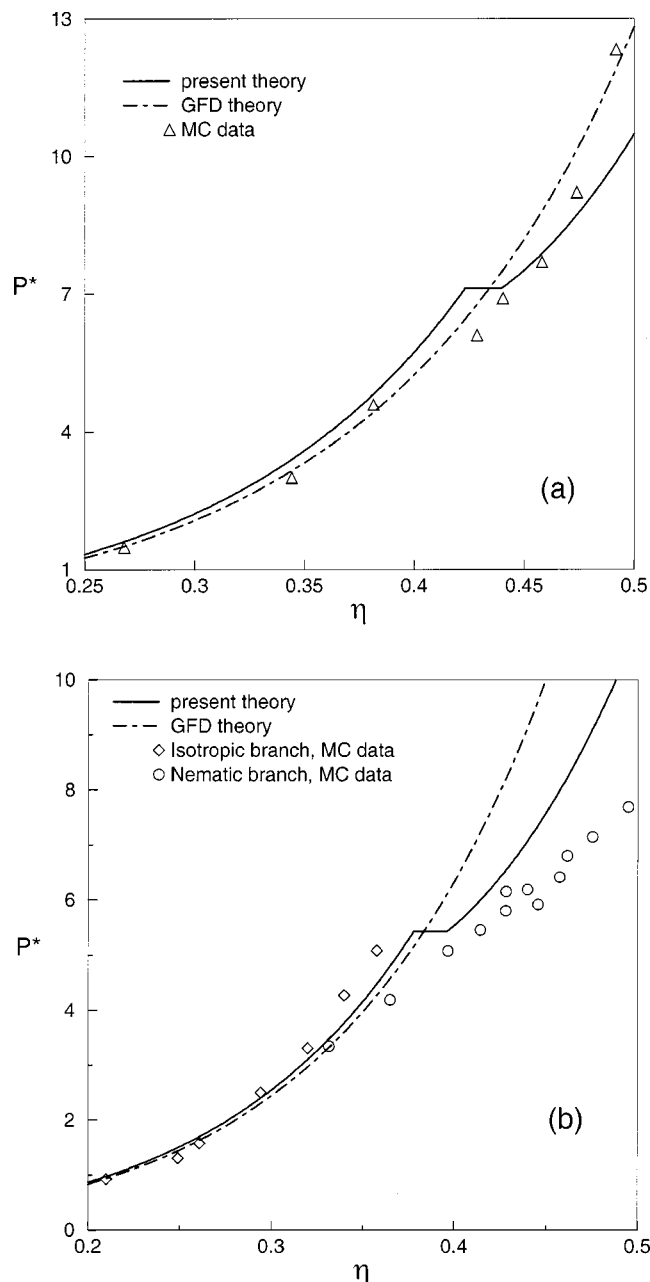 13
present theory
GFD theory
MC data
10
P*
7
4
(a)
1
0.25 0.3 0.35 0.4 0.45 0.5
η
10
present theory
GFD theory
Isotropic branch, MC data
Nematic branch, MC data
8
6
P*
4
2
(b)
0
0.2 0.3 0.4 0.5
η